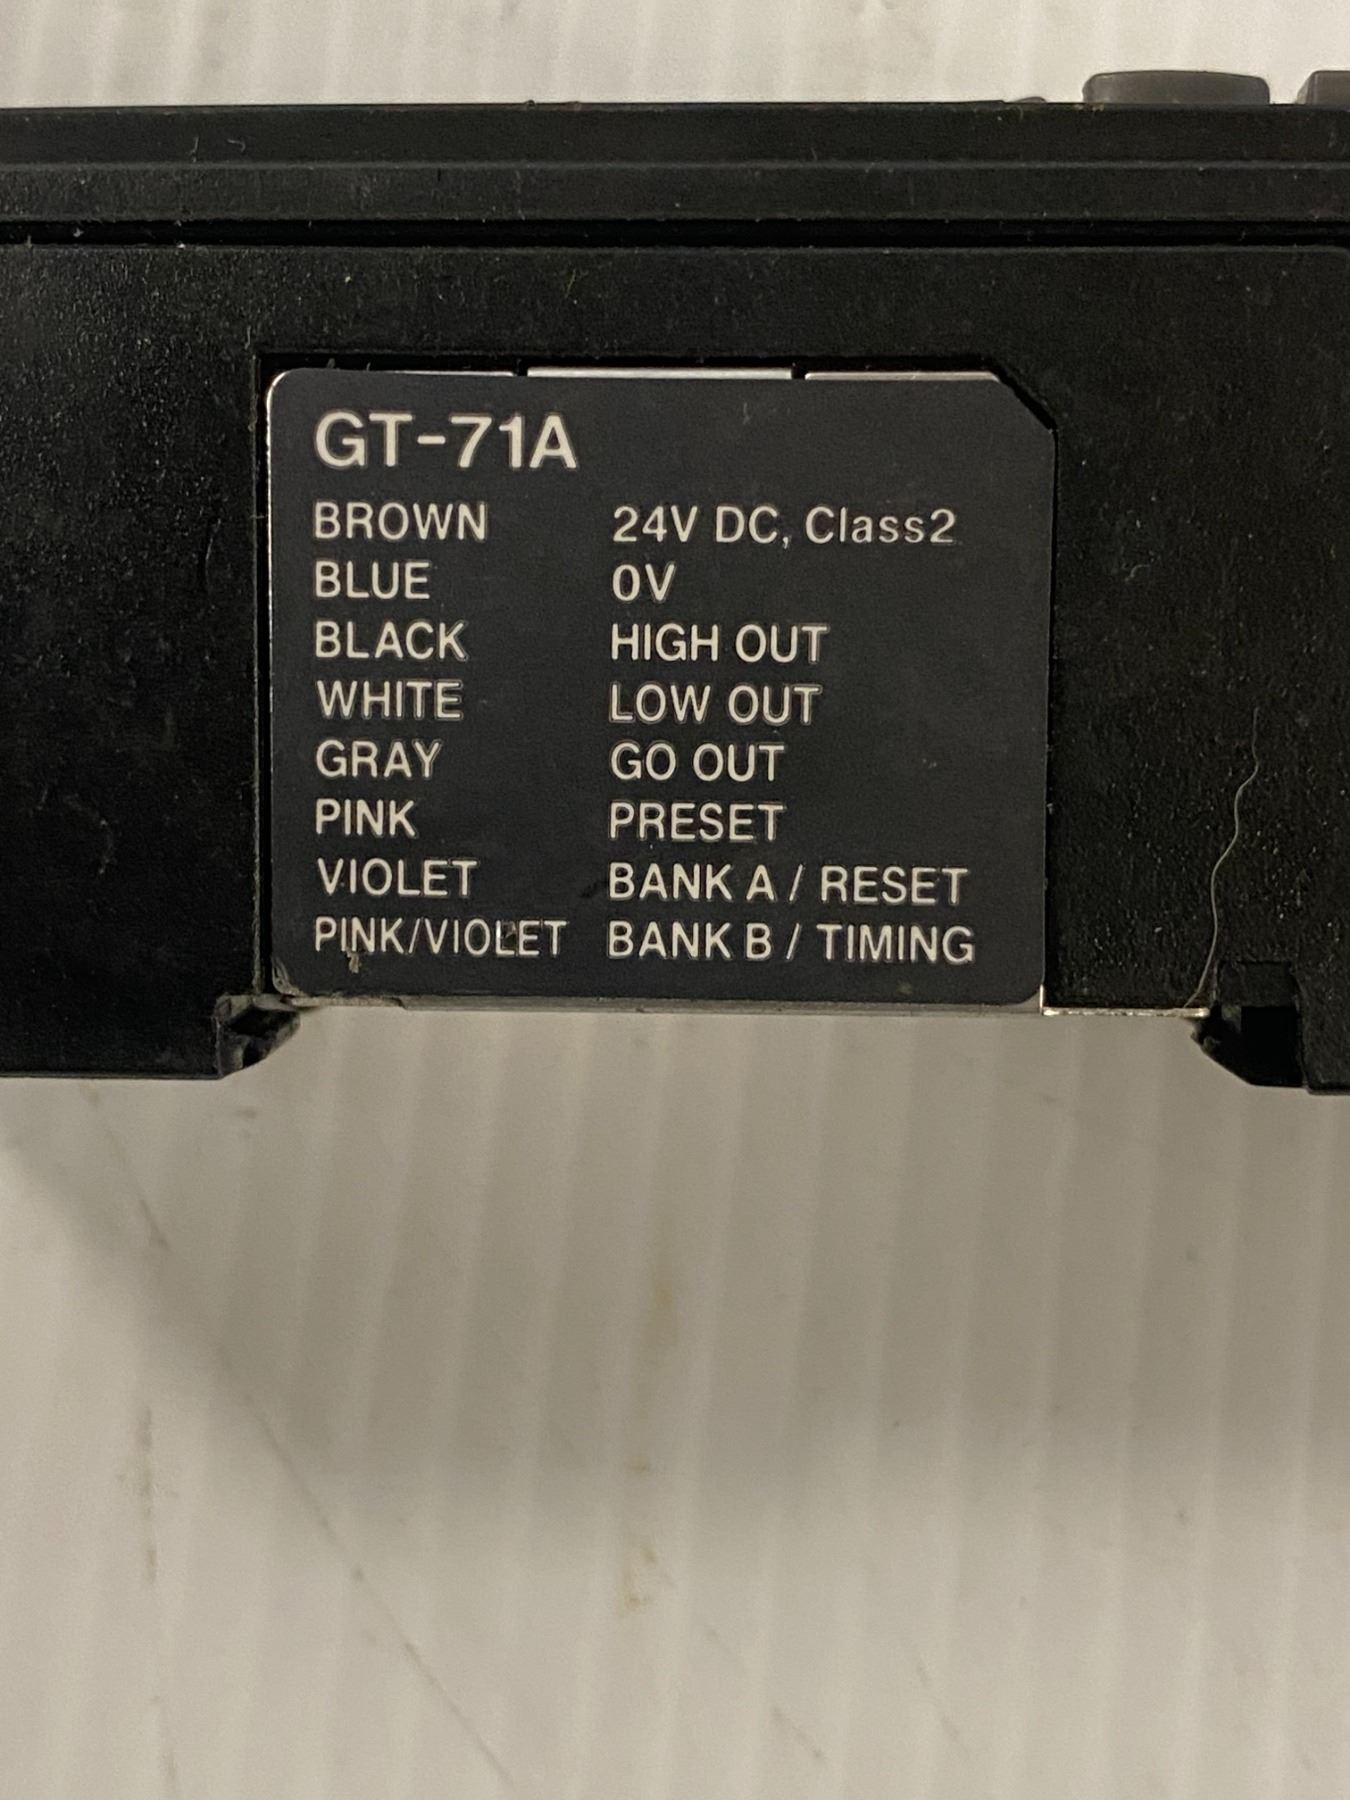 GT-71A
BROWN 24V DC, Class2
BLUE 0V
BLACK HIGH OUT
WHITE LOW OUT
GRAY GO OUT
PINK PRESET
VIOLET BANK A / RESET
PINK/VIOLET BANK B / TIMING